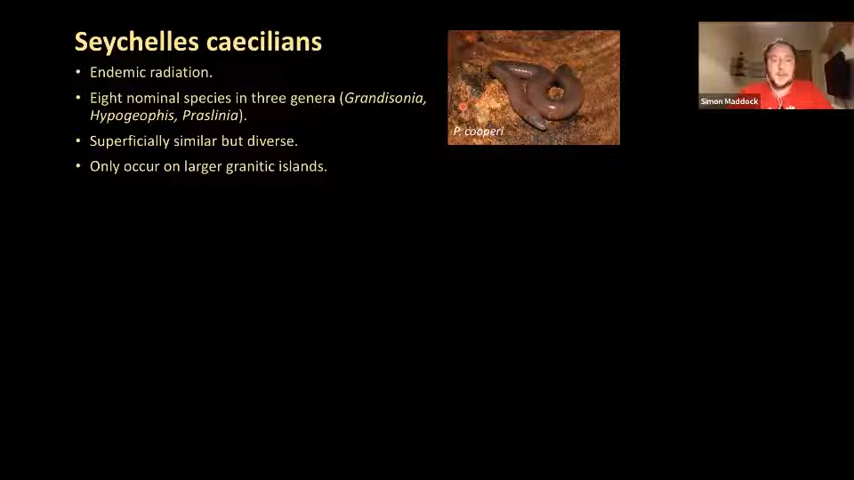 Seychelles caecilians
• Endemic radiation.
• Eight nominal species in three genera (Grandisonia,
Hypogeophis, Praslinia).
• Superficially similar but diverse.
• Only occur on larger granitic islands.
P. cooperi
Simon Maddock